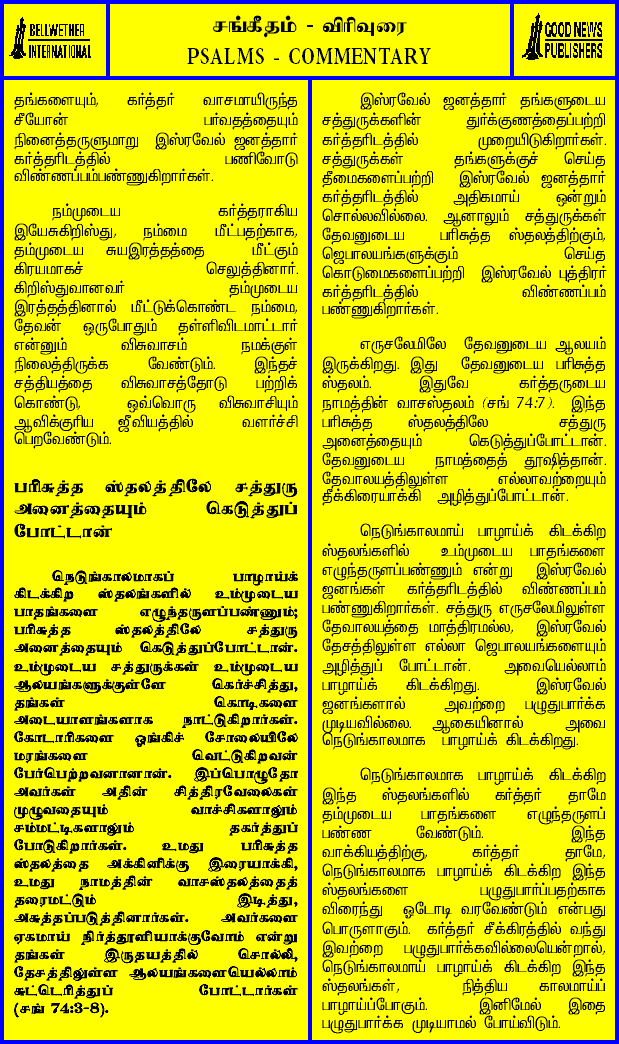 BELLWETHER
INTERNATIONAL
சங்கீதம் - விரிவுரை
PSALMS - COMMENTARY
GOOD NEWS
PUBLISHERS
தங்களையும், கர்த்தர் வாசமாயிருந்த
சீயோன் பர்வதத்தையும்
நினைத்தருளுமாறு இஸ்ரவேல் ஜனத்தார்
கர்த்தரிடத்தில் பணிவோடு
விண்ணப்பம்பண்ணுகிறார்கள்.
நம்முடைய கர்த்தராகிய
இயேசுகிறிஸ்து, நம்மை மீட்பதற்காக,
தம்முடைய சுயஇரத்தத்தை மீட்கும்
கிரயமாகச் செலுத்தினார்.
கிறிஸ்துவானவர் தம்முடைய
இரத்தத்தினால் மீட்டுக்கொண்ட நம்மை,
தேவன் ஒருபோதும் தள்ளிவிடமாட்டார்
என்னும் விசுவாசம் நமக்குள்
நிலைத்திருக்க வேண்டும். இந்தச்
சத்தியத்தை விசுவாசத்தோடு பற்றிக்
கொண்டு, ஒவ்வொரு விசுவாசியும்
ஆவிக்குரிய ஜீவியத்தில் வளர்ச்சி
பெறவேண்டும்.
பரிசுத்த ஸ்தலத்திலே சத்துரு
அனைத்தையும் கெடுத்துப்
போட்டான்
நெடுங்காலமாகப் பாழாய்க்
கிடக்கிற ஸ்தலங்களில் உம்முடைய
பாதங்களை எழுந்தருளப்பண்ணும்;
பரிசுத்த ஸ்தலத்திலே சத்துரு
அனைத்தையும் கெடுத்துப்போட்டான்.
உம்முடைய சத்துருக்கள் உம்முடைய
ஆலயங்களுக்குள்ளே கெர்ச்சித்து,
தங்கள் கொடிகளை
அடையாளங்களாக நாட்டுகிறார்கள்.
கோடாரிகளை ஓங்கிச் சோலையிலே
மரங்களை வெட்டுகிறவன்
பேர்பெற்றவனானான். இப்பொழுதோ
அவர்கள் அதின் சித்திரவேலைகள்
முழுவதையும் வாச்சிகளாலும்
சம்மட்டிகளாலும் தகர்த்துப்
போடுகிறார்கள். உமது பரிசுத்த
ஸ்தலத்தை அக்கினிக்கு இரையாக்கி,
உமது நாமத்தின் வாசஸ்தலத்தைத்
தரைமட்டும் இடித்து,
அசுத்தப்படுத்தினார்கள். அவர்களை
ஏகமாய் நிர்த்தூளியாக்குவோம் என்று
தங்கள் இருதயத்தில் சொல்லி,
தேசத்திலுள்ள ஆலயங்களையெல்லாம்
சுட்டெரித்துப் போட்டார்கள்
(சங் 74:3-8).
இஸ்ரவேல் ஜனத்தார் தங்களுடைய
சத்துருக்களின் துர்க்குணத்தைப்பற்றி
கர்த்தரிடத்தில் முறையிடுகிறார்கள்.
சத்துருக்கள் தங்களுக்குச் செய்த
தீமைகளைப்பற்றி இஸ்ரவேல் ஜனத்தார்
கர்த்தரிடத்தில் அதிகமாய் ஒன்றும்
சொல்லவில்லை. ஆனாலும் சத்துருக்கள்
தேவனுடைய பரிசுத்த ஸ்தலத்திற்கும்,
ஜெபாலயங்களுக்கும் செய்த
கொடுமைகளைப்பற்றி இஸ்ரவேல் புத்திரர்
கர்த்தரிடத்தில் விண்ணப்பம்
பண்ணுகிறார்கள்.
எருசலேமிலே தேவனுடைய ஆலயம்
இருக்கிறது. இது தேவனுடைய பரிசுத்த
ஸ்தலம். இதுவே கர்த்தருடைய
நாமத்தின் வாசஸ்தலம் (சங் 74:7). இந்த
பரிசுத்த ஸ்தலத்திலே சத்துரு
அனைத்தையும் கெடுத்துப்போட்டான்.
தேவனுடைய நாமத்தைத் தூஷித்தான்.
தேவாலயத்திலுள்ள எல்லாவற்றையும்
தீக்கிரையாக்கி அழித்துப்போட்டான்.
நெடுங்காலமாய் பாழாய்க் கிடக்கிற
ஸ்தலங்களில் உம்முடைய பாதங்களை
எழுந்தருளப்பண்ணும் என்று இஸ்ரவேல்
ஜனங்கள் கர்த்தரிடத்தில் விண்ணப்பம்
பண்ணுகிறார்கள். சத்துரு எருசலேமிலுள்ள
தேவாலயத்தை மாத்திரமல்ல, இஸ்ரவேல்
தேசத்திலுள்ள எல்லா ஜெபாலயங்களையும்
அழித்துப் போட்டான். அவையெல்லாம்
பாழாய்க் கிடக்கிறது. இஸ்ரவேல்
ஜனங்களால் அவற்றை பழுதுபார்க்க
முடியவில்லை. ஆகையினால் அவை
நெடுங்காலமாக பாழாய்க் கிடக்கிறது.
நெடுங்காலமாக பாழாய்க் கிடக்கிற
இந்த ஸ்தலங்களில் கர்த்தர் தாமே
தம்முடைய பாதங்களை எழுந்தருளப்
பண்ண வேண்டும். இந்த
வாக்கியத்திற்கு, கர்த்தர் தாமே,
நெடுங்காலமாக பாழாய்க் கிடக்கிற இந்த
ஸ்தலங்களை பழுதுபார்ப்பதற்காக
விரைந்து ஓடோடி வரவேண்டும் என்பது
பொருளாகும். கர்த்தர் சீக்கிரத்தில் வந்து
இவற்றை பழுதுபார்க்கவில்லையென்றால்,
நெடுங்காலமாய் பாழாய்க் கிடக்கிற இந்த
ஸ்தலங்கள், நித்திய காலமாய்ப்
பாழாய்ப்போகும். இனிமேல் இதை
பழுதுபார்க்க முடியாமல் போய்விடும்.